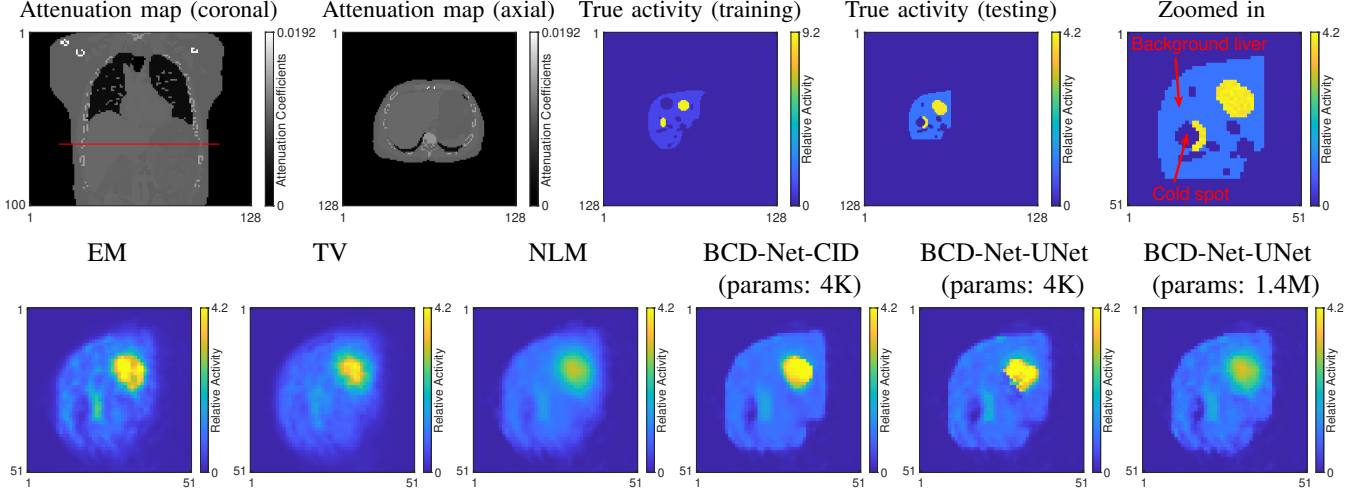 Attenuation map (coronal)
Attenuation map (axial)
True activity (training)
True activity (testing)
Zoomed in
1
100
1
128
0.0192
0
Attenuation Coefficients
1
128
1
128
0.0192
0
Attenuation Coefficients
1
128
1
128
9.2
0
Relative Activity
1
128
1
128
4.2
0
Relative Activity
1
51
1
51
Background liver
Cold spot
4.2
0
Relative Activity
EM
TV
NLM
BCD-Net-CID
(params: 4K)
BCD-Net-UNet
(params: 4K)
BCD-Net-UNet
(params: 1.4M)
1
51
1
51
4.2
0
Relative Activity
1
51
1
51
4.2
0
Relative Activity
1
51
1
51
4.2
0
Relative Activity
1
51
1
51
4.2
0
Relative Activity
1
51
1
51
4.2
0
Relative Activity
1
51
1
51
4.2
0
Relative Activity